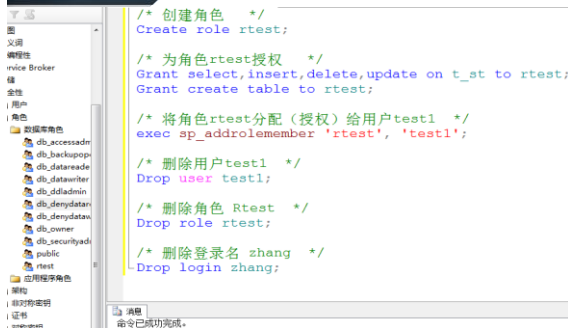 图
义词
编程性
rvice Broker
储
全性
用户
角色
数据库角色
db_accessadm
db_backupope
db_datareade
db_datawriter
db_ddladmin
db_denydatar
db_denydataw
db_owner
db_securityadr
public
rtest
应用程序角色
架构
非对称密钥
证书
对称密钥
/* 创建角色 */
Create role rtest;
/* 为角色rtest授权 */
Grant select,insert,delete,update on t_st to rtest;
Grant create table to rtest;
/* 将角色rtest分配（授权）给用户test1 */
exec sp_addrolemember 'rtest', 'test1';
/* 删除用户test1 */
Drop user test1;
/* 删除角色 Rtest */
Drop role rtest;
/* 删除登录名 zhang */
Drop login zhang;
消息
命令已成功完成。